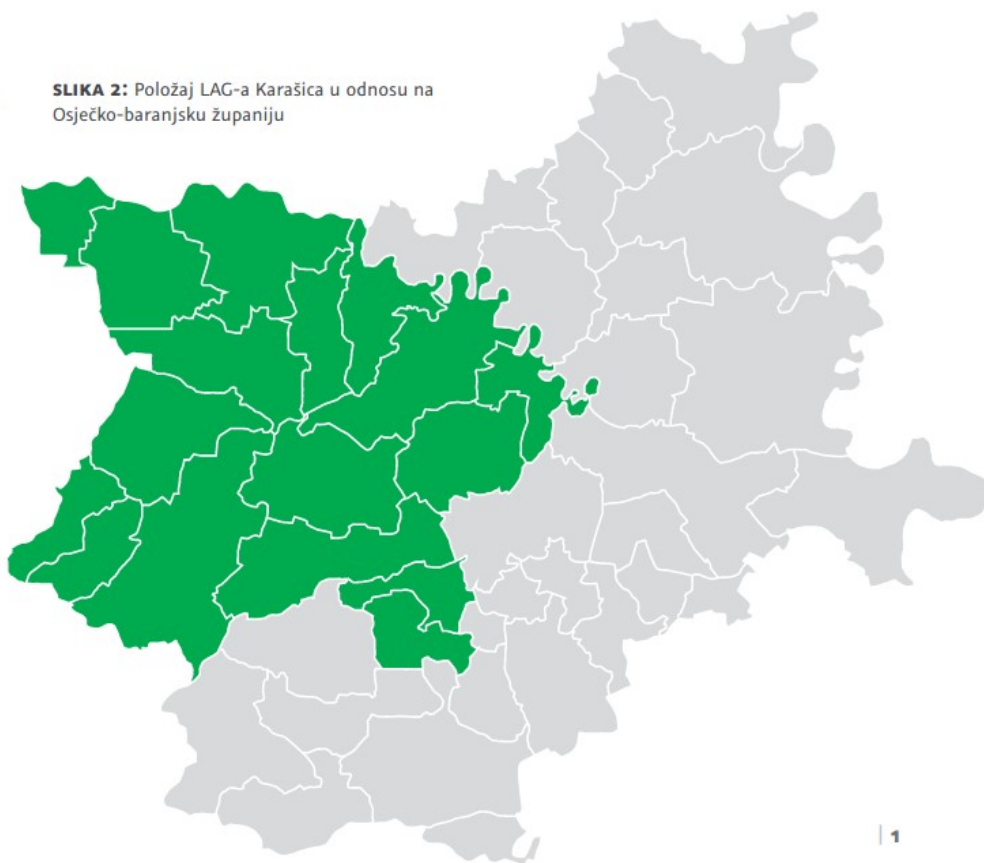 SLIKA 2: Položaj LAG-a Karašica u odnosu na
Osječko-baranjsku županiju
| 1